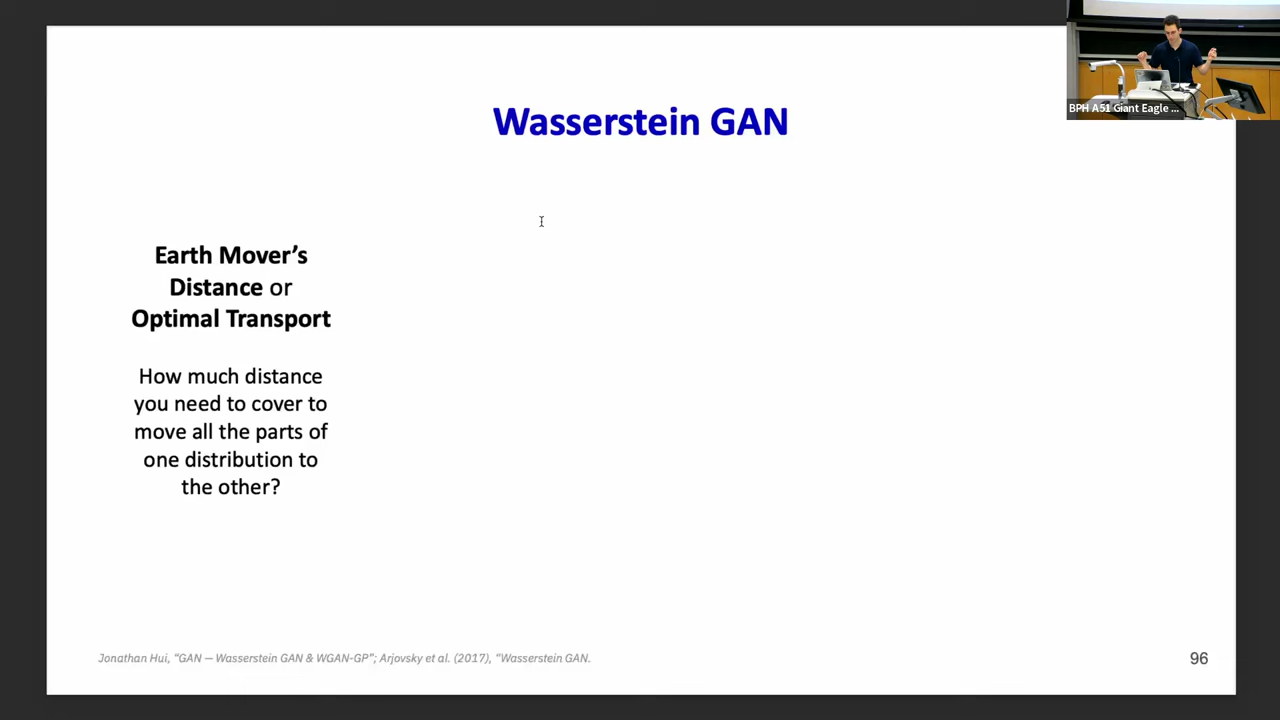 BPH A51 Giant Eagle ...
Wasserstein GAN
Earth Mover's
Distance or
Optimal Transport
How much distance
you need to cover to
move all the parts of
one distribution to
the other?
Jonathan Hui, "GAN — Wasserstein GAN & WGAN-GP"; Arjovsky et al. (2017), "Wasserstein GAN.
96